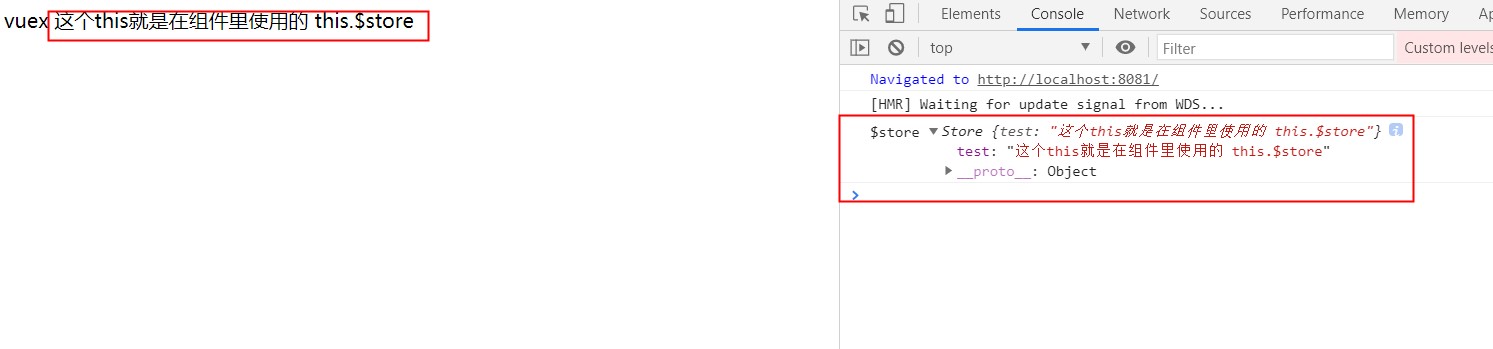 vuex 这个this就是在组件里使用的 this.$store
Elements Console Sources Performance Memory Ap
top Filter Custom levels
Navigated to http://localhost:8081/
[HMR] Waiting for update signal from WDS...
$store ▼Store {test: "这个this就是在组件里使用的 this.$store"} i
test: "这个this就是在组件里使用的 this.$store"
▶__proto__: Object
>